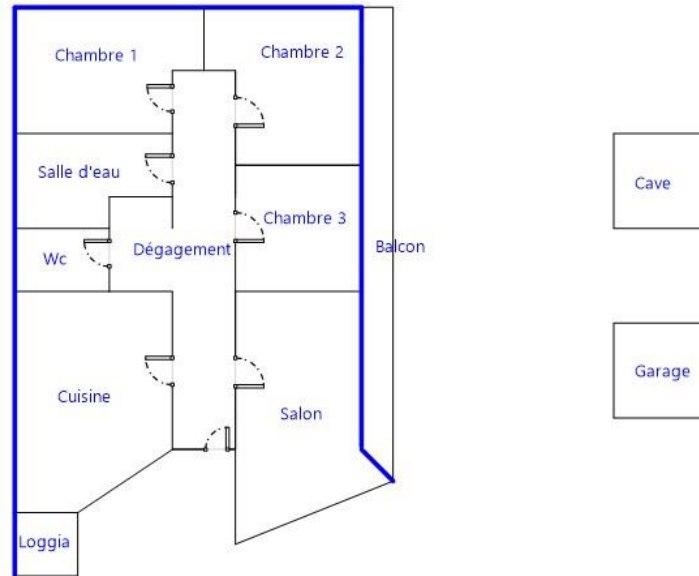 Chambre 1
Chambre 2
Salle d'eau
Cave
Chambre 3
Wc
Dégagement
Balcon
Garage
Cuisine
Salon
Loggia